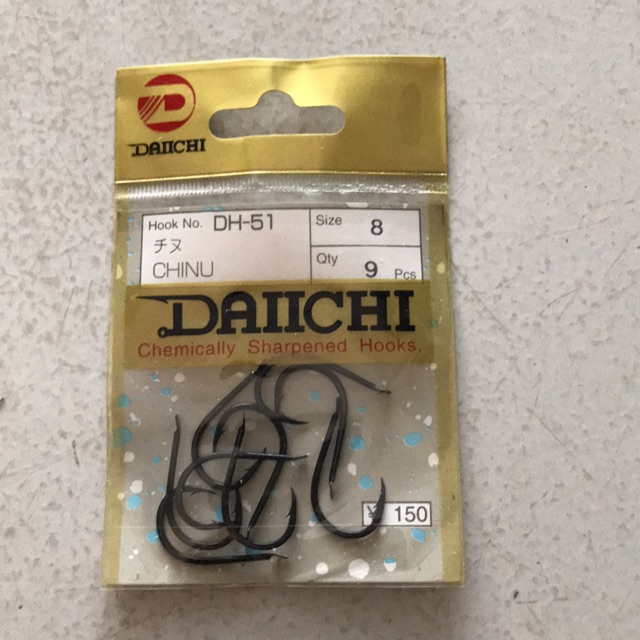 DAIICHI
Hook No. DH-51
チヌ
CHINU
Size 8
Qty 9 Pcs
DAIICHI
Chemically Sharpened Hooks.
¥ 150